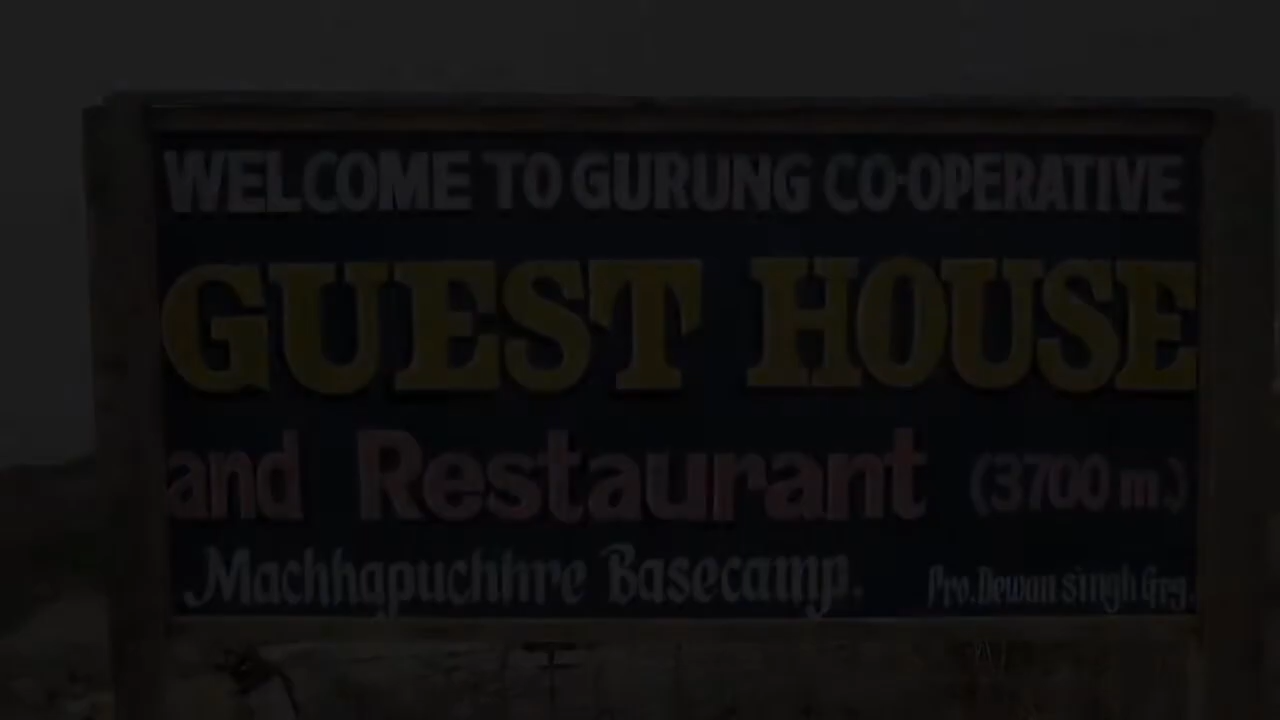 WELCOME TO GURUNG CO-OPERATIVE
GUEST HOUSE
and Restaurant (3700 m.)
Machhapuchhre Basecamp. Pro. Dewan singh Grg.